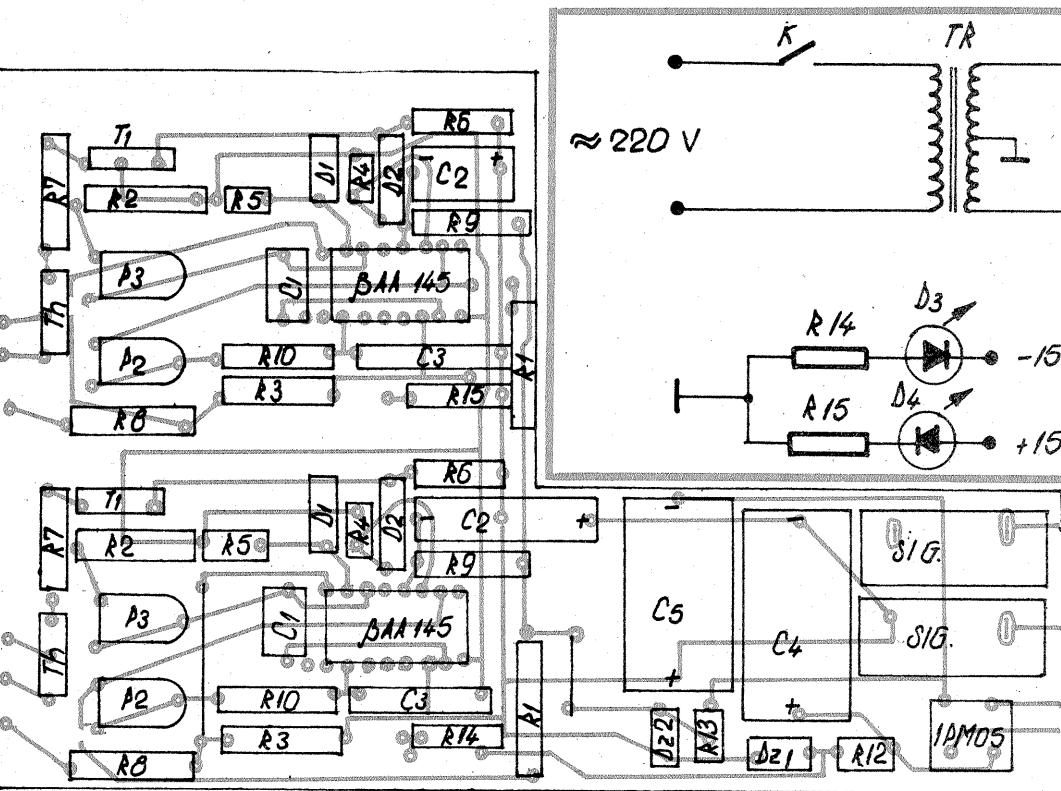 K TR
≈ 220 V
D3
R14
-15
D4
R15
+15
R6
T1
R7
D1
R4
D2
- C2 +
R2
R5
R9
P3
C1
βAA 145
Th
P2
R10
C3
R1
R3
R15
R8
R6
T1
D1
R4
D2
- C2 +
R7
R2
R5
R9
- C5 +
- C4 +
SIG.
SIG.
P3
C1
βAA 145
Th
P2
R10
C3
R1
R3
R14
R8
Dz2
R13
Dz1
R12
1PM05